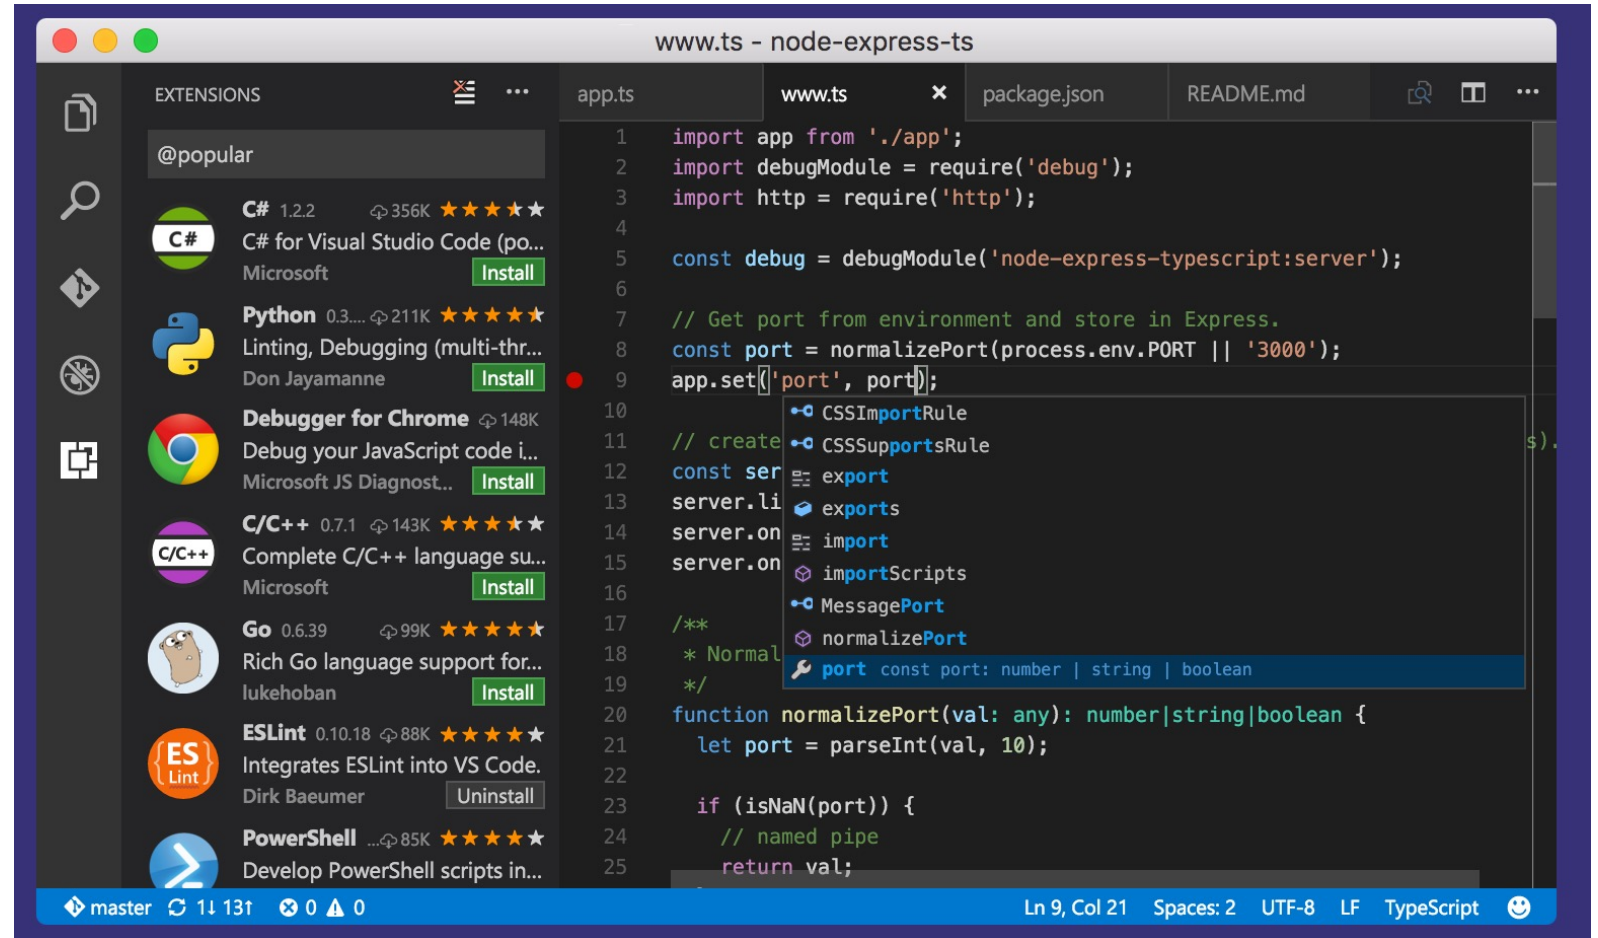 www.ts - node-express-ts
EXTENSIONS
@popular
C# 1.2.2 356K
C# for Visual Studio Code (po...
Microsoft Install
C#
Python 0.3.... 211K
Linting, Debugging (multi-thr...
Don Jayamanne Install
Debugger for Chrome 148K
Debug your JavaScript code i...
Microsoft JS Diagnost... Install
C/C++ 0.7.1 143K
C/C++
Complete C/C++ language su...
Microsoft Install
Go 0.6.39 99K
Rich Go language support for...
lukehoban Install
ESLint 0.10.18 88K
{ES
Lint}
Integrates ESLint into VS Code.
Dirk Baeumer Uninstall
PowerShell ... 85K
Develop PowerShell scripts in...
app.ts www.ts × package.json README.md
1 import app from './app';
2 import debugModule = require('debug');
3 import http = require('http');
4
5 const debug = debugModule('node-express-typescript:server');
6
7 // Get port from environment and store in Express.
8 const port = normalizePort(process.env.PORT || '3000');
9 app.set('port', port);
10
11 // create s).
12 const ser
13 server.li
14 server.on
15 server.on
16
17 /**
18 * Normal
19 */
20 function normalizePort(val: any): number|string|boolean {
21 let port = parseInt(val, 10);
22
23 if (isNaN(port)) {
24 // named pipe
25 return val;
CSSImportRule
CSSSupportsRule
export
exports
import
importScripts
MessagePort
normalizePort
port const port: number | string | boolean
master 1↓ 13↑ 0 0 Ln 9, Col 21 Spaces: 2 UTF-8 LF TypeScript